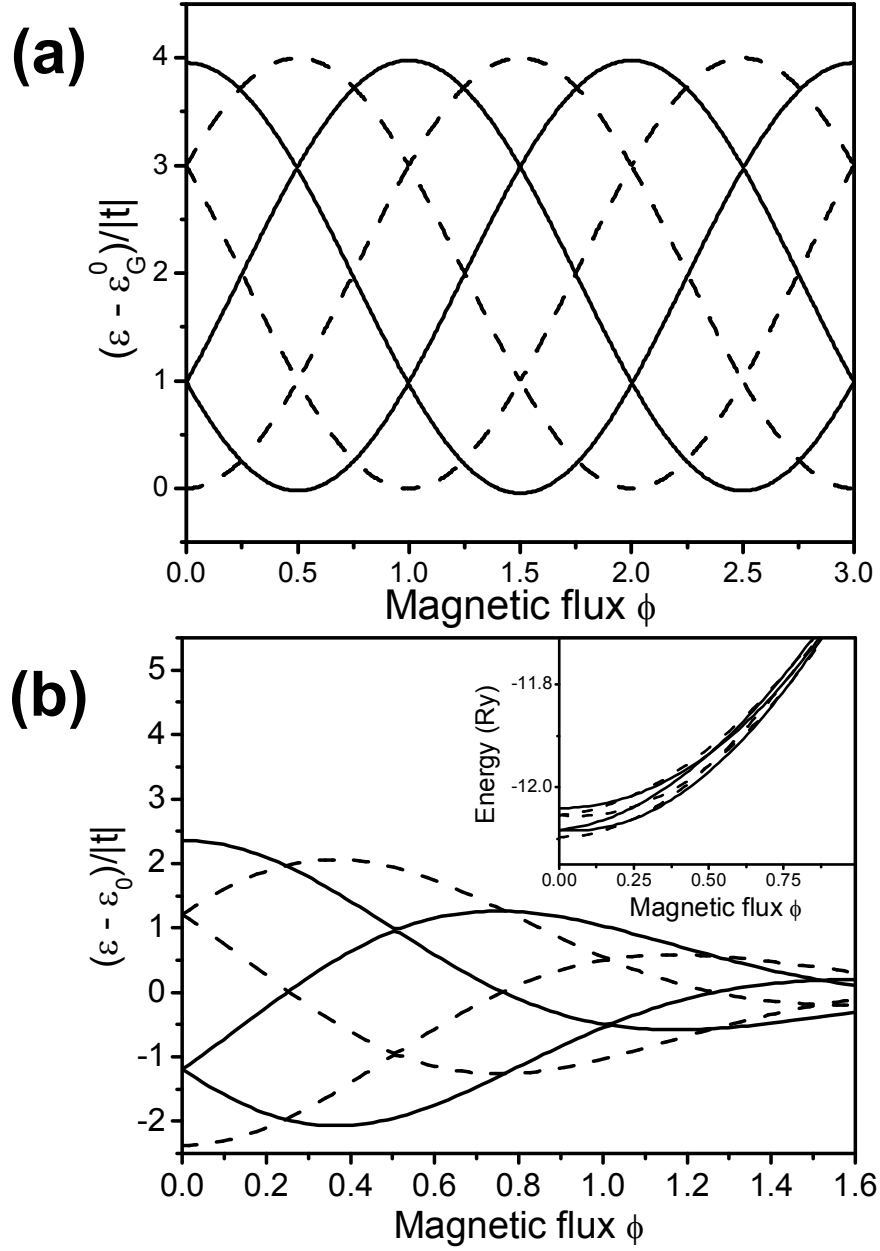 (a)
(ε - ε_G^0)/|t|
4
3
2
1
0
0.0 0.5 1.0 1.5 2.0 2.5 3.0
Magnetic flux ϕ
(b)
(ε - ε_0)/|t|
5
4
3
2
1
0
-1
-2
0.0 0.2 0.4 0.6 0.8 1.0 1.2 1.4 1.6
Magnetic flux ϕ
Energy (Ry)
-11.8
-12.0
0.00 0.25 0.50 0.75
Magnetic flux ϕ